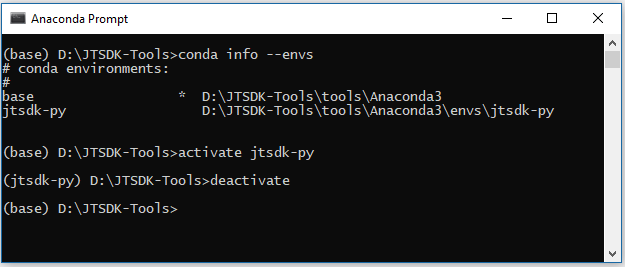 Anaconda Prompt
(base) D:\JTSDK-Tools>conda info --envs
# conda environments:
#
base                  *  D:\JTSDK-Tools\tools\Anaconda3
jtsdk-py                 D:\JTSDK-Tools\tools\Anaconda3\envs\jtsdk-py
(base) D:\JTSDK-Tools>activate jtsdk-py
(jtsdk-py) D:\JTSDK-Tools>deactivate
(base) D:\JTSDK-Tools>